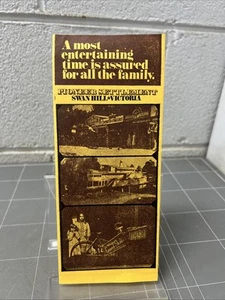 A most
entertaining
time is assured
for all the family.
PIONEER SETTLEMENT
SWAN HILL•VICTORIA